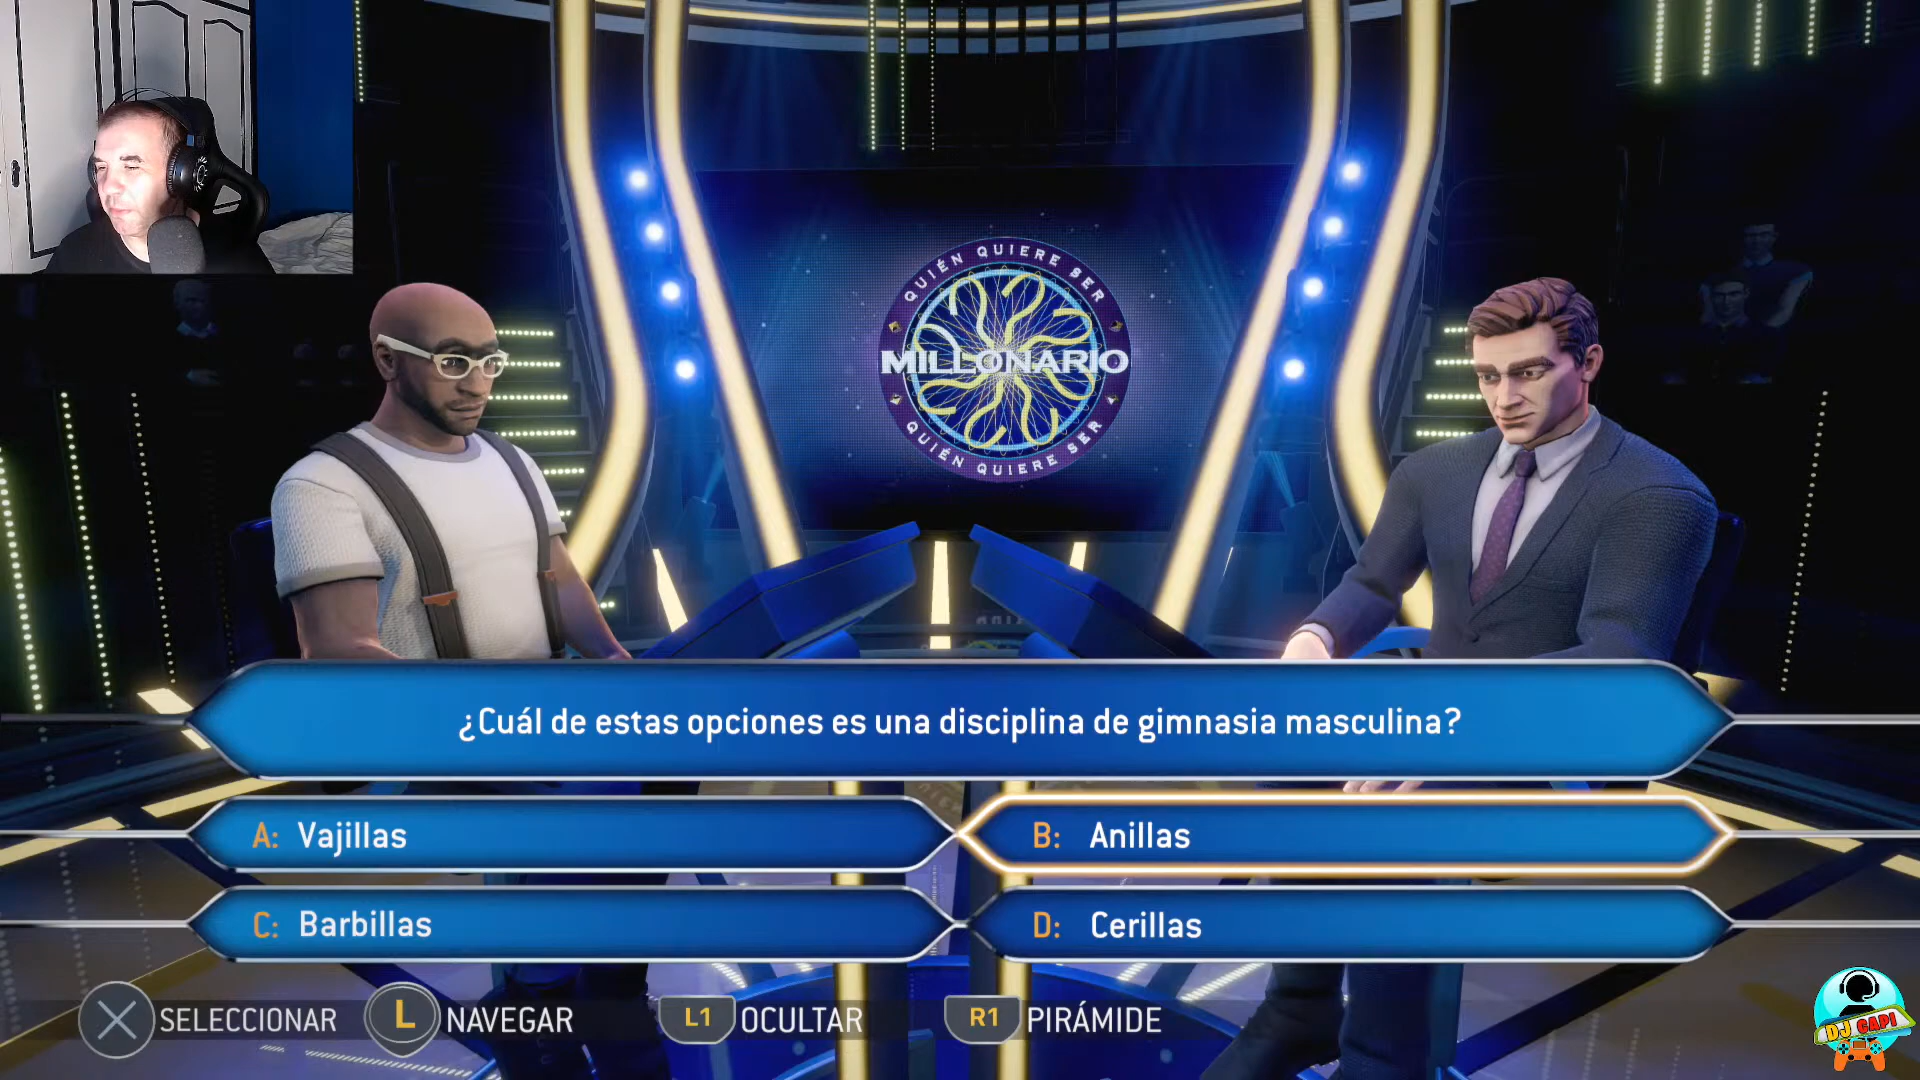 QUIÉN QUIERE SER
MILLONARIO
QUIÉN QUIERE SER
¿Cuál de estas opciones es una disciplina de gimnasia masculina?
A: Vajillas
B: Anillas
C: Barbillas
D: Cerillas
SELECCIONAR
L NAVEGAR
L1 OCULTAR
R1 PIRÁMIDE
DJ CAPI